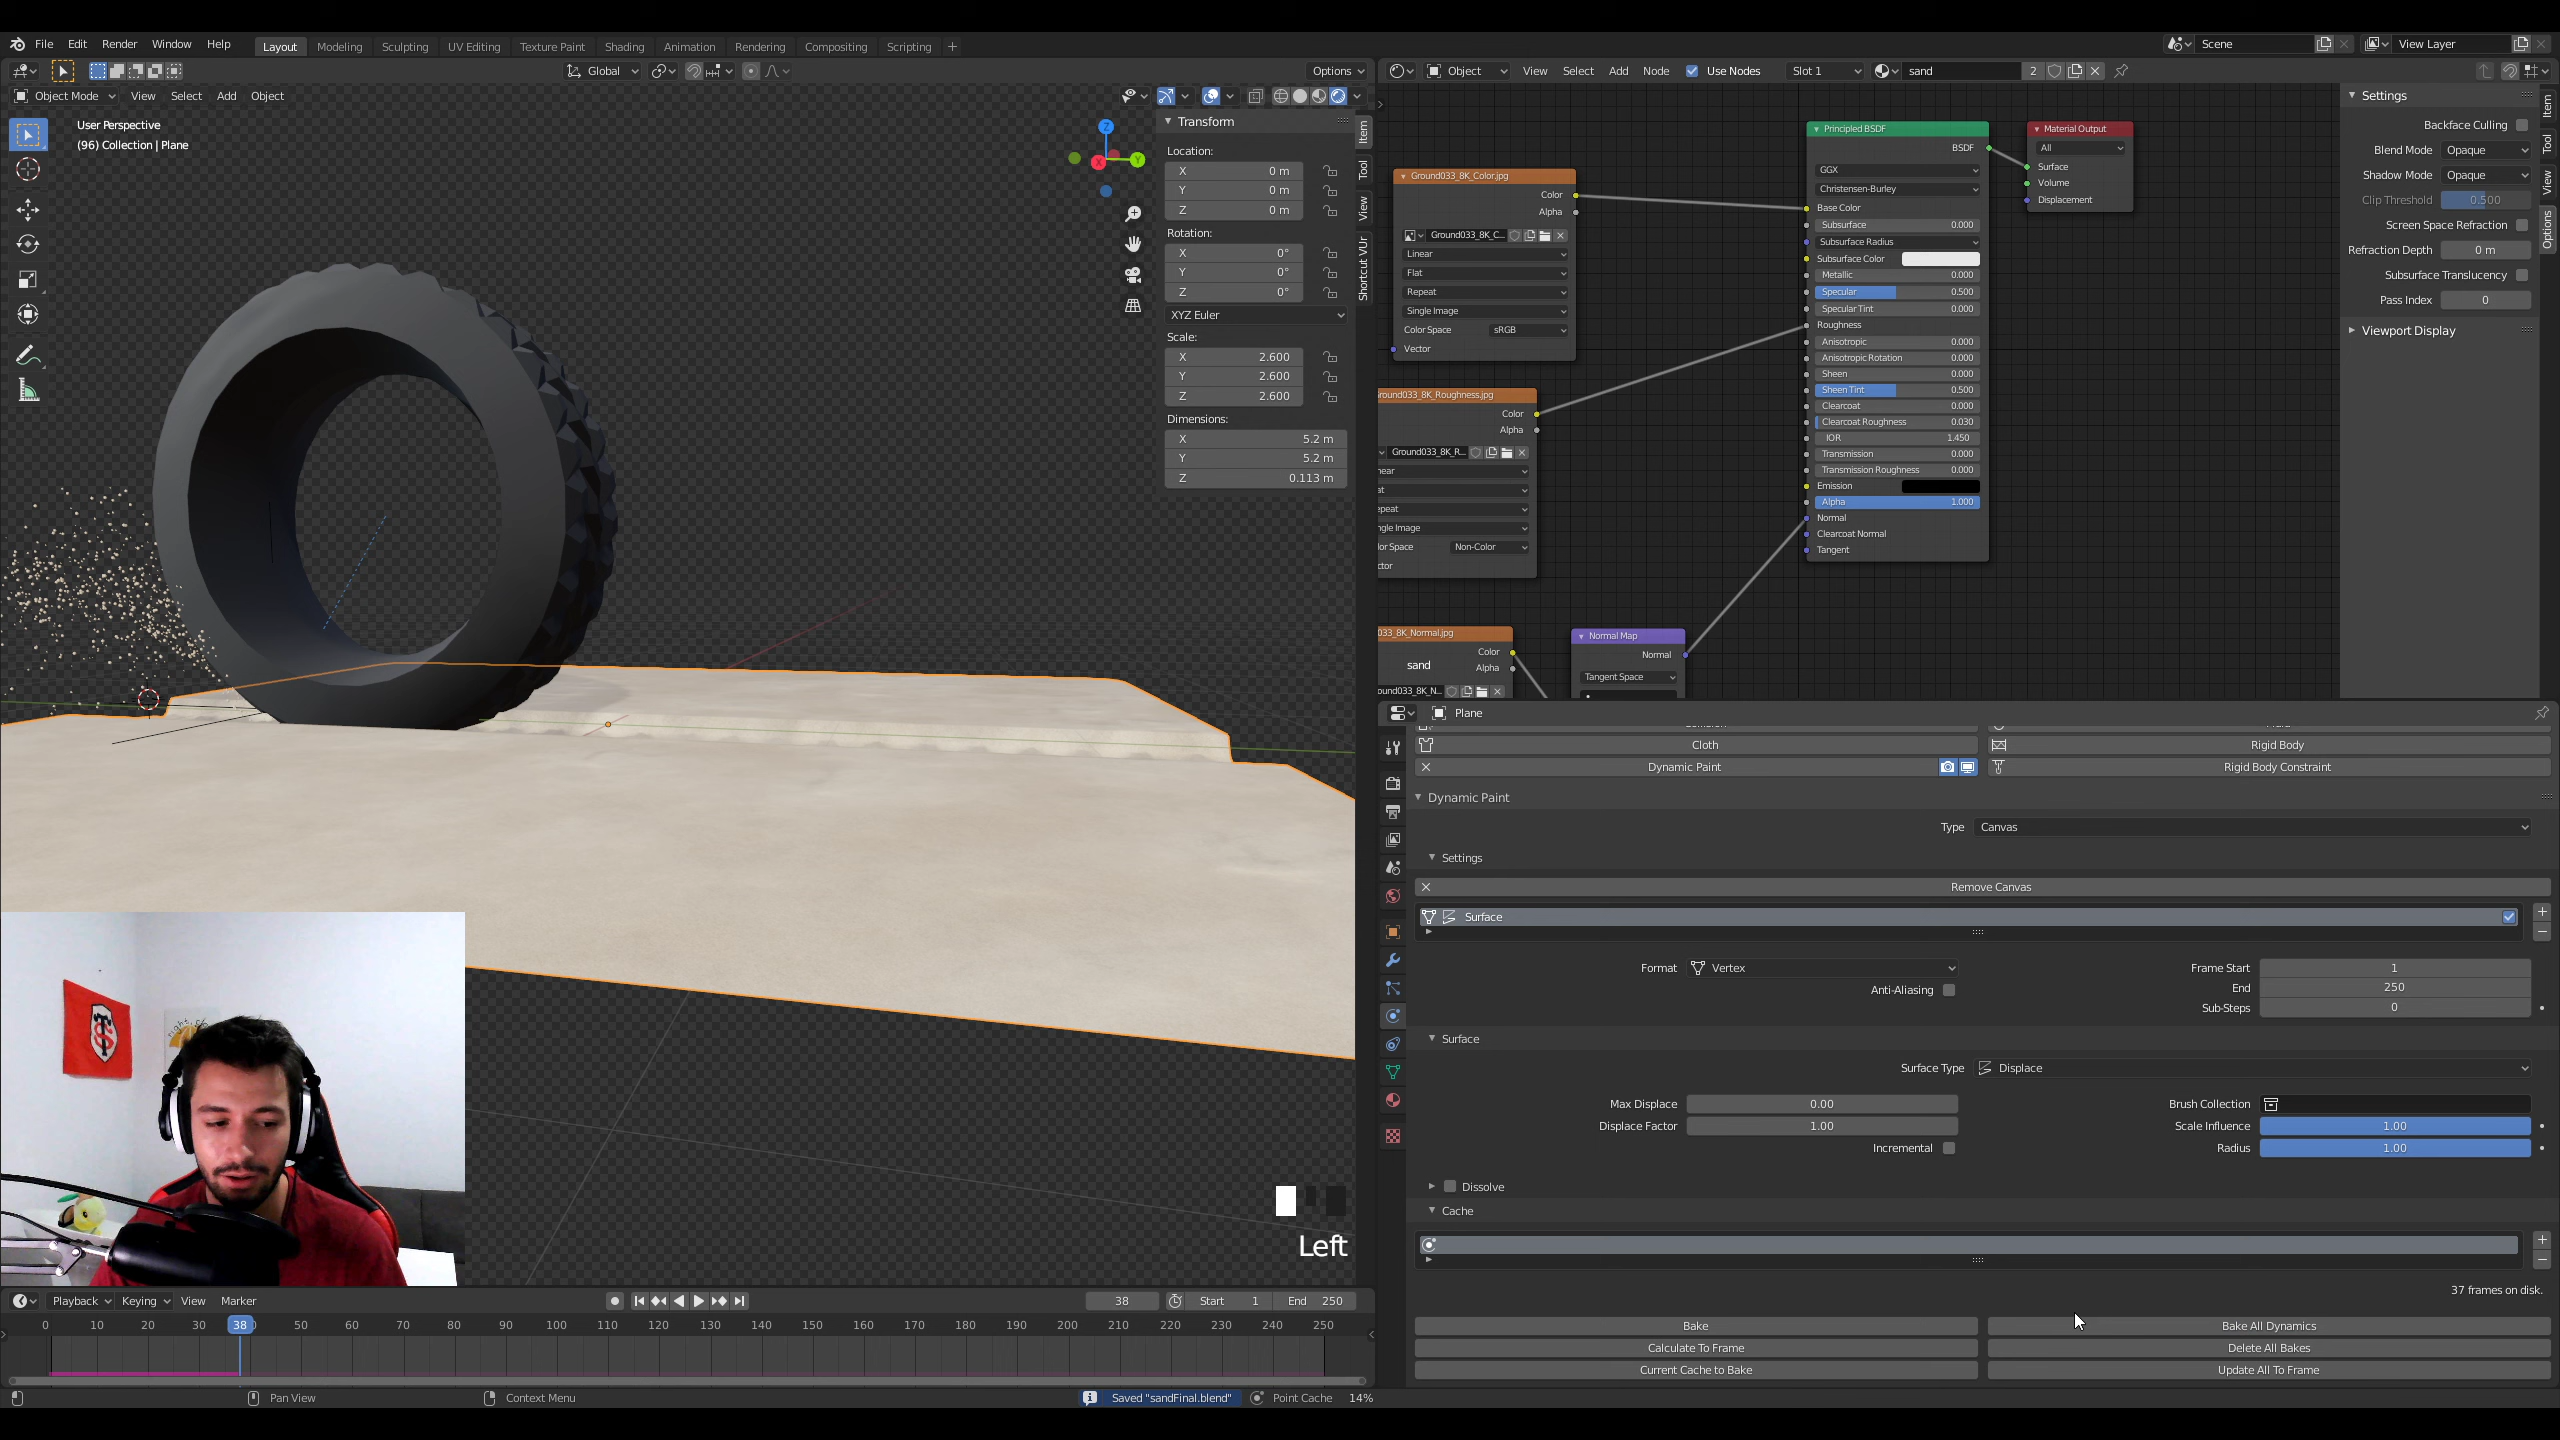 File Edit Render Window Help Layout Modeling Sculpting UV Editing Texture Paint Shading Animation Rendering Compositing Scripting + Scene View Layer
Global Options
Object Mode View Select Add Object
User Perspective
(96) Collection | Plane
Transform
Location:
X 0 m
Y 0 m
Z 0 m
Rotation:
X 0°
Y 0°
Z 0°
XYZ Euler
Scale:
X 2.600
Y 2.600
Z 2.600
Dimensions:
X 5.2 m
Y 5.2 m
Z 0.113 m
Item
Tool
View
Shortcut VUr
Z
X
Y
Left
Object View Select Add Node Use Nodes Slot 1 sand 2
Ground033_8K_Color.jpg
Color
Alpha
Ground033_8K_C...
Linear
Flat
Repeat
Single Image
Color Space sRGB
Vector
round033_8K_Roughness.jpg
Color
Alpha
Ground033_8K_R...
near
at
epeat
ngle Image
lor Space Non-Color
ctor
033_8K_Normal.jpg
Color
sand
Alpha
ound033_8K_N...
Normal Map
Normal
Tangent Space
Principled BSDF
BSDF
GGX
Christensen-Burley
Base Color
Subsurface 0.000
Subsurface Radius
Subsurface Color
Metallic 0.000
Specular 0.500
Specular Tint 0.000
Roughness
Anisotropic 0.000
Anisotropic Rotation 0.000
Sheen 0.000
Sheen Tint 0.500
Clearcoat 0.000
Clearcoat Roughness 0.030
IOR 1.450
Transmission 0.000
Transmission Roughness 0.000
Emission
Alpha 1.000
Normal
Clearcoat Normal
Tangent
Material Output
All
Surface
Volume
Displacement
Settings
Backface Culling
Blend Mode Opaque
Shadow Mode Opaque
Clip Threshold 0.500
Screen Space Refraction
Refraction Depth 0 m
Subsurface Translucency
Pass Index 0
Viewport Display
Item
Tool
View
Options
Plane
Cloth Rigid Body
Dynamic Paint Rigid Body Constraint
Dynamic Paint
Type Canvas
Settings
Remove Canvas
Surface
Format Vertex Frame Start 1
Anti-Aliasing End 250
Sub-Steps 0
Surface
Surface Type Displace
Max Displace 0.00 Brush Collection
Displace Factor 1.00 Scale Influence 1.00
Incremental Radius 1.00
Dissolve
Cache
37 frames on disk.
Bake Bake All Dynamics
Calculate To Frame Delete All Bakes
Current Cache to Bake Update All To Frame
Playback Keying View Marker 38 Start 1 End 250
0 10 20 30 38 50 60 70 80 90 100 110 120 130 140 150 160 170 180 190 200 210 220 230 240 250
Pan View Context Menu Saved "sandFinal.blend" Point Cache 14%